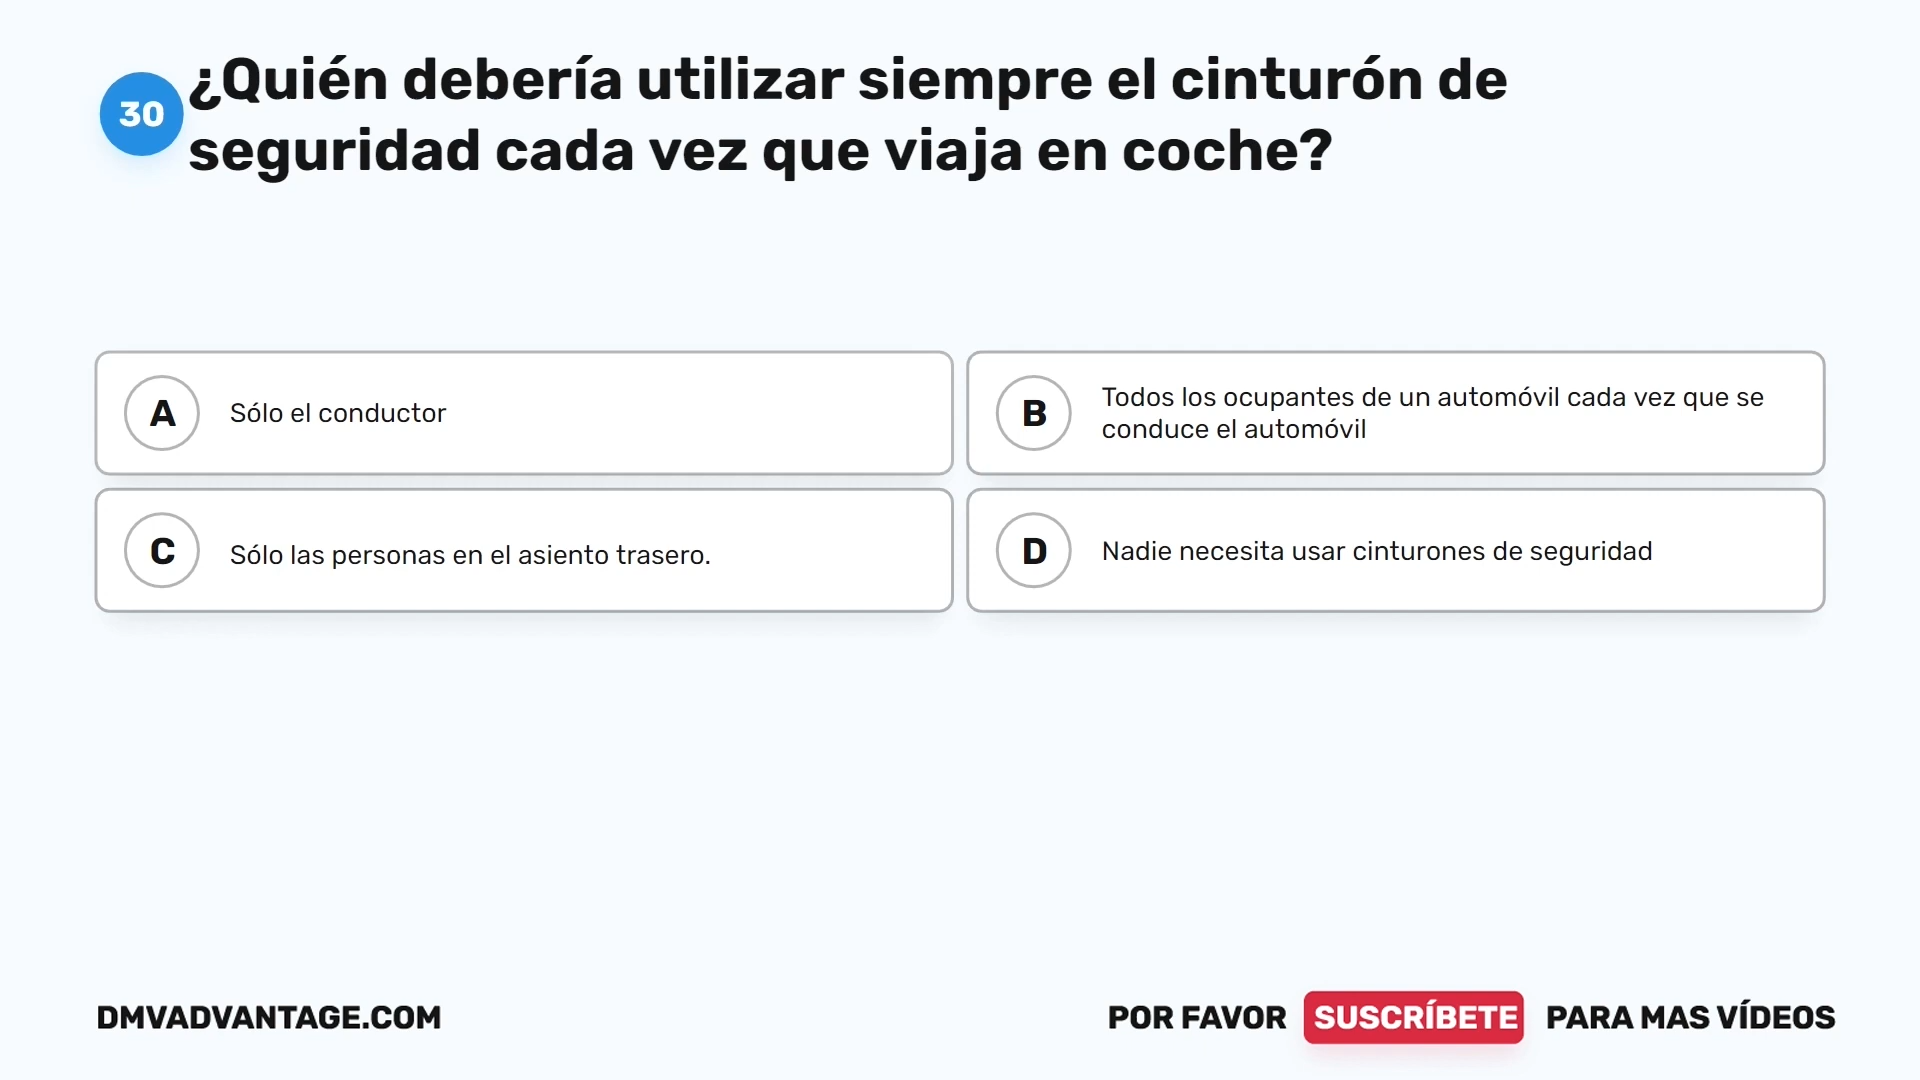 30
¿Quién debería utilizar siempre el cinturón de
seguridad cada vez que viaja en coche?
A
Sólo el conductor
B
Todos los ocupantes de un automóvil cada vez que se
conduce el automóvil
C
Sólo las personas en el asiento trasero.
D
Nadie necesita usar cinturones de seguridad
DMVADVANTAGE.COM
POR FAVOR SUSCRÍBETE PARA MAS VÍDEOS